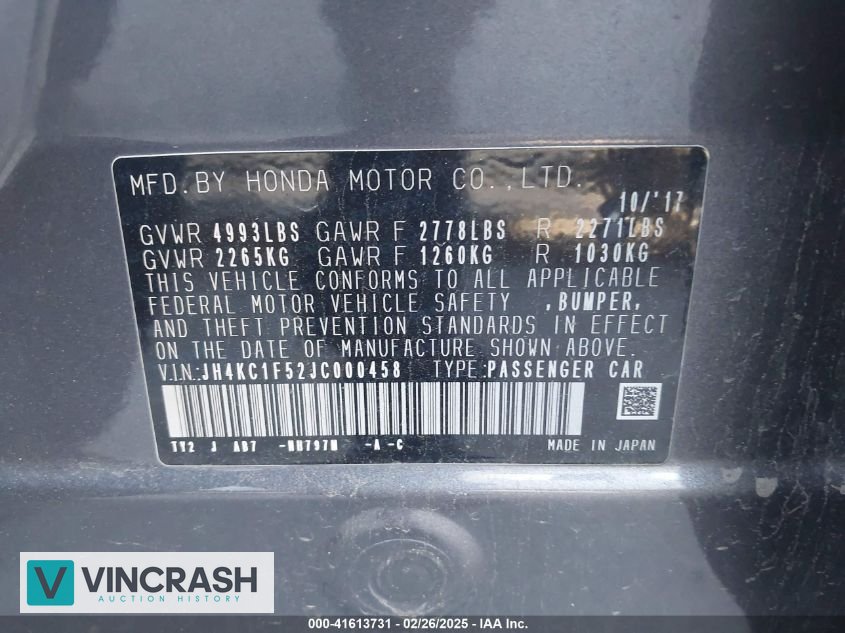 MFD.BY HONDA MOTOR CO.,LTD.
10/'17
GVWR 4993LBS GAWR F 2778LBS R 2271LBS
GVWR 2265KG GAWR F 1260KG R 1030KG
THIS VEHICLE CONFORMS TO ALL APPLICABLE
FEDERAL MOTOR VEHICLE SAFETY ,BUMPER,
AND THEFT PREVENTION STANDARDS IN EFFECT
ON THE DATE OF MANUFACTURE SHOWN ABOVE.
V.I.N.:JH4KC1F52JC000458 TYPE:PASSENGER CAR
TY2 J AB7 -NH797M -A -C MADE IN JAPAN
VINCRASH
AUCTION HISTORY
000-41613731 - 02/26/2025 - IAA Inc.